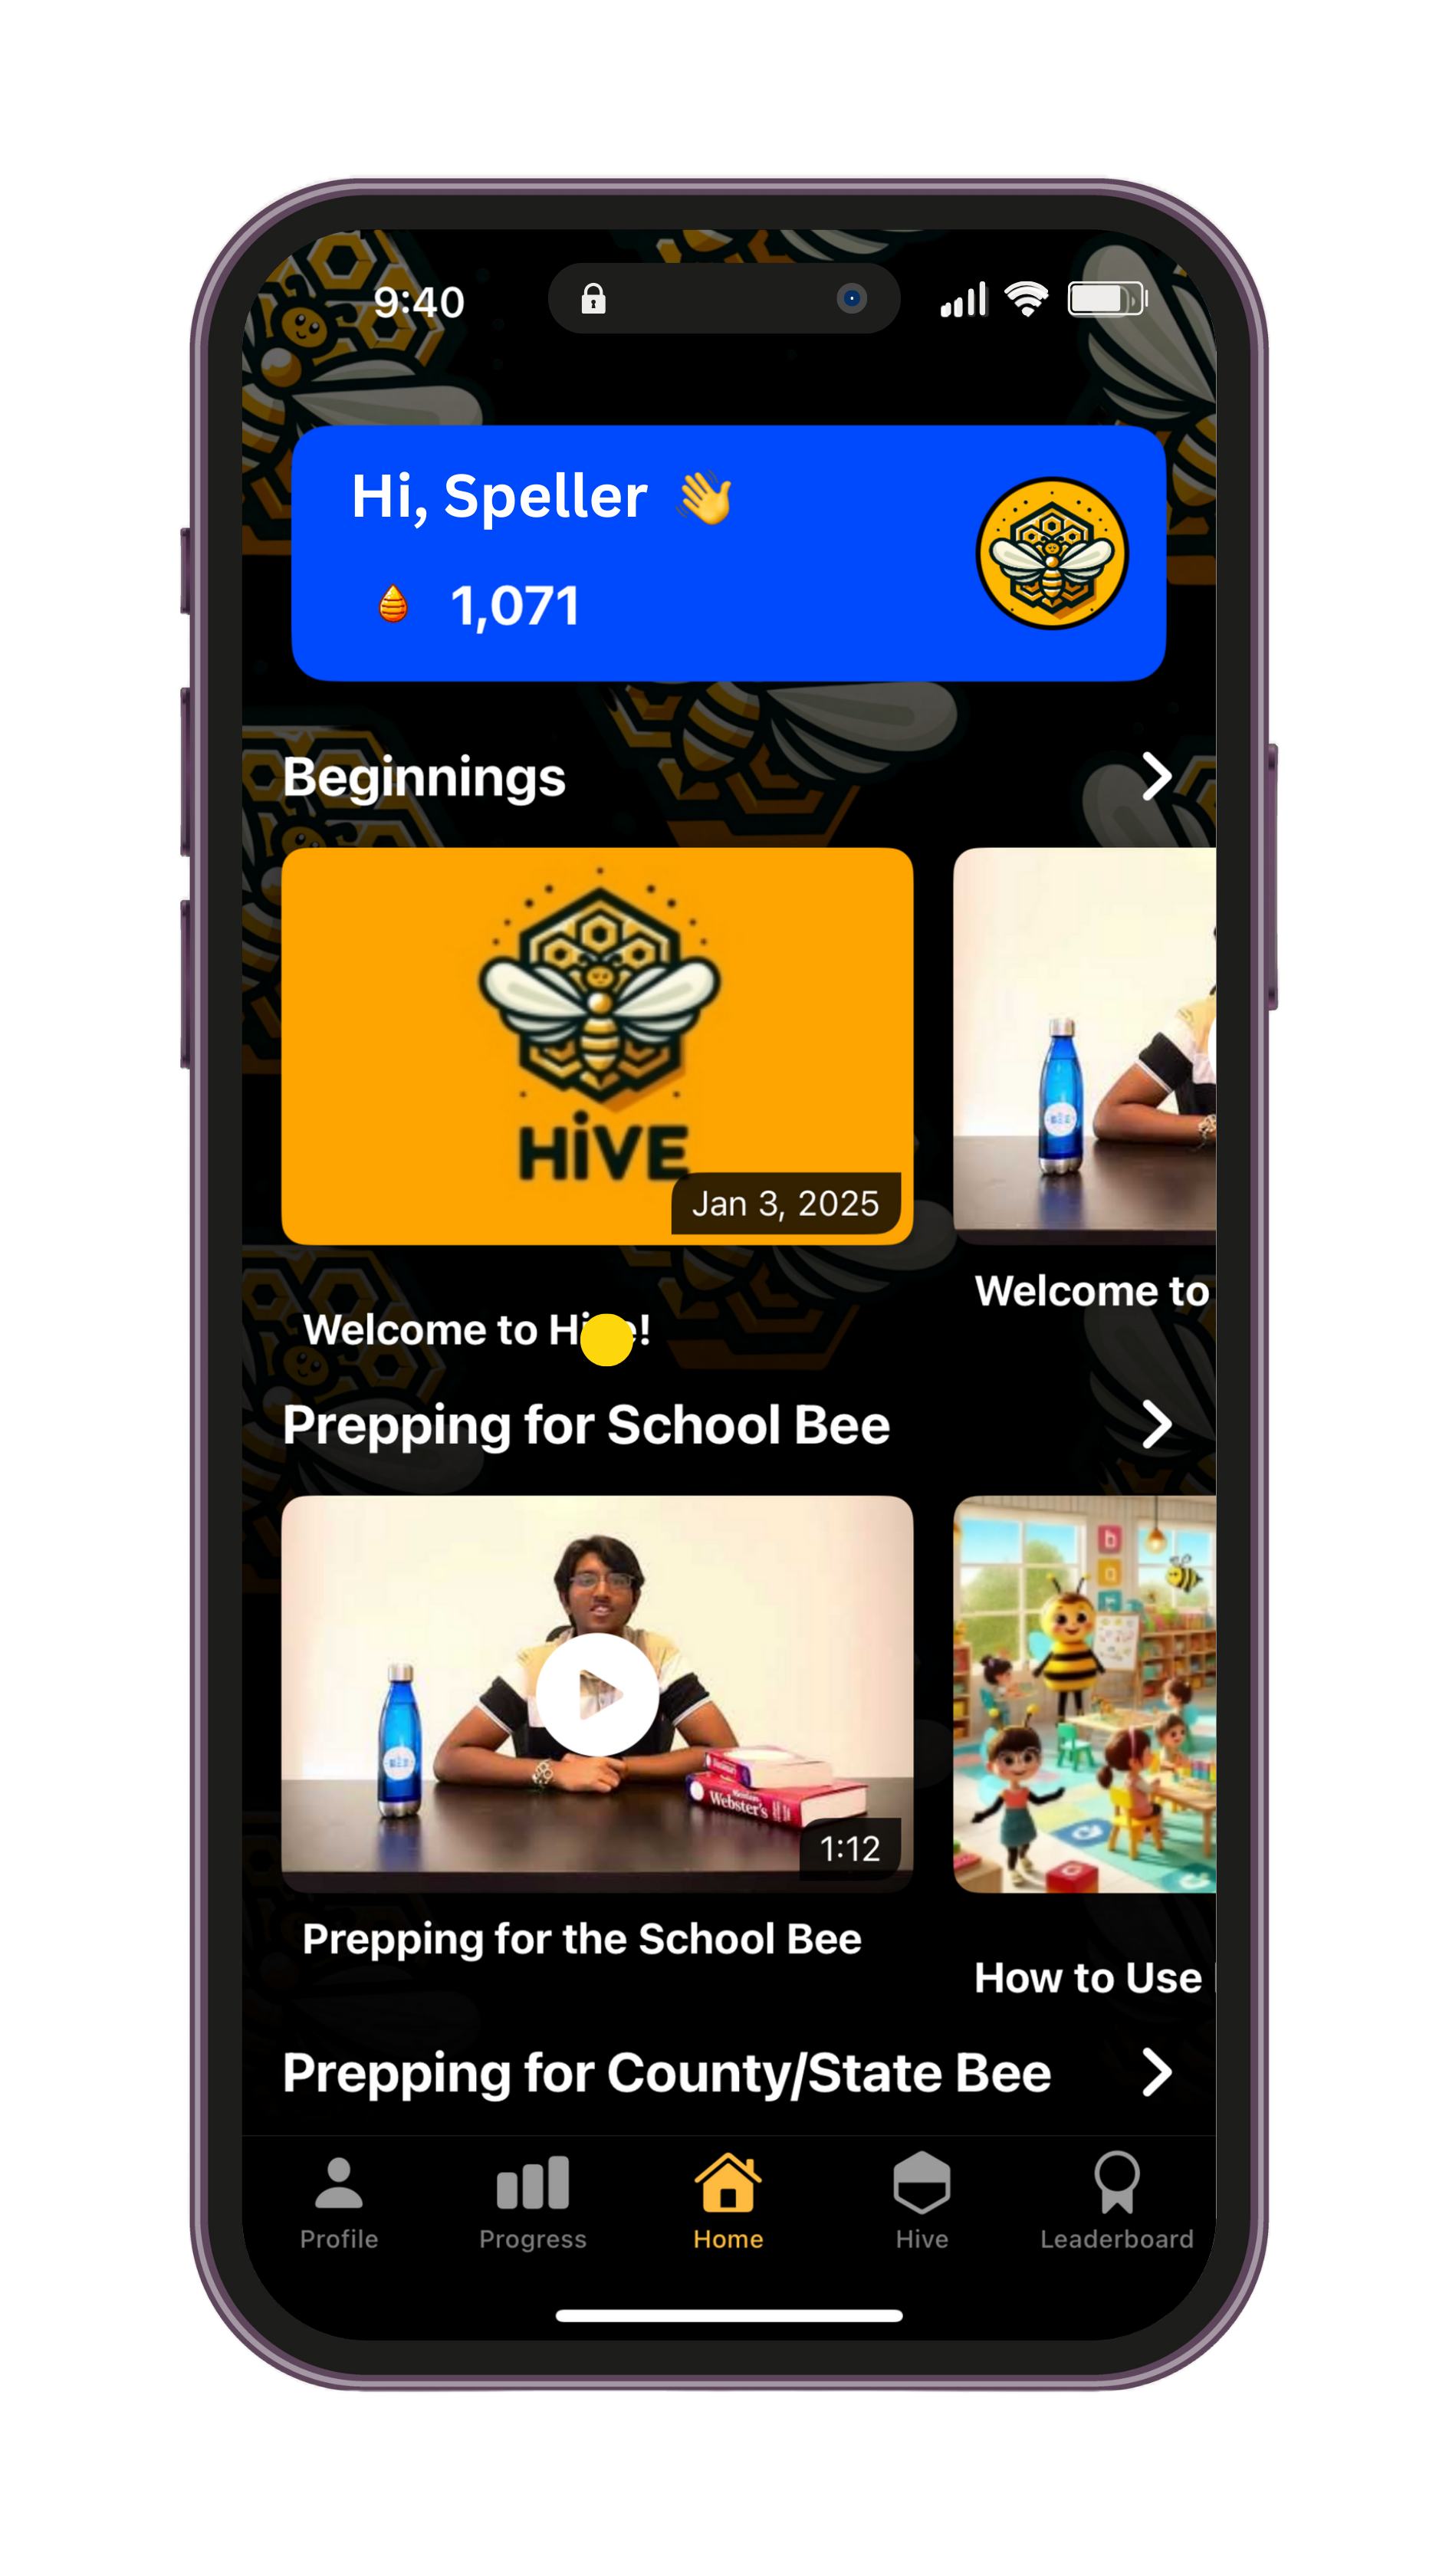 9:40
Hi, Speller 👋
1,071
Beginnings
HiVE
Jan 3, 2025
Welcome to
Welcome to H e!
Prepping for School Bee
Webster's
1:12
Prepping for the School Bee
How to Use
Prepping for County/State Bee
Profile
Progress
Home
Hive
Leaderboard